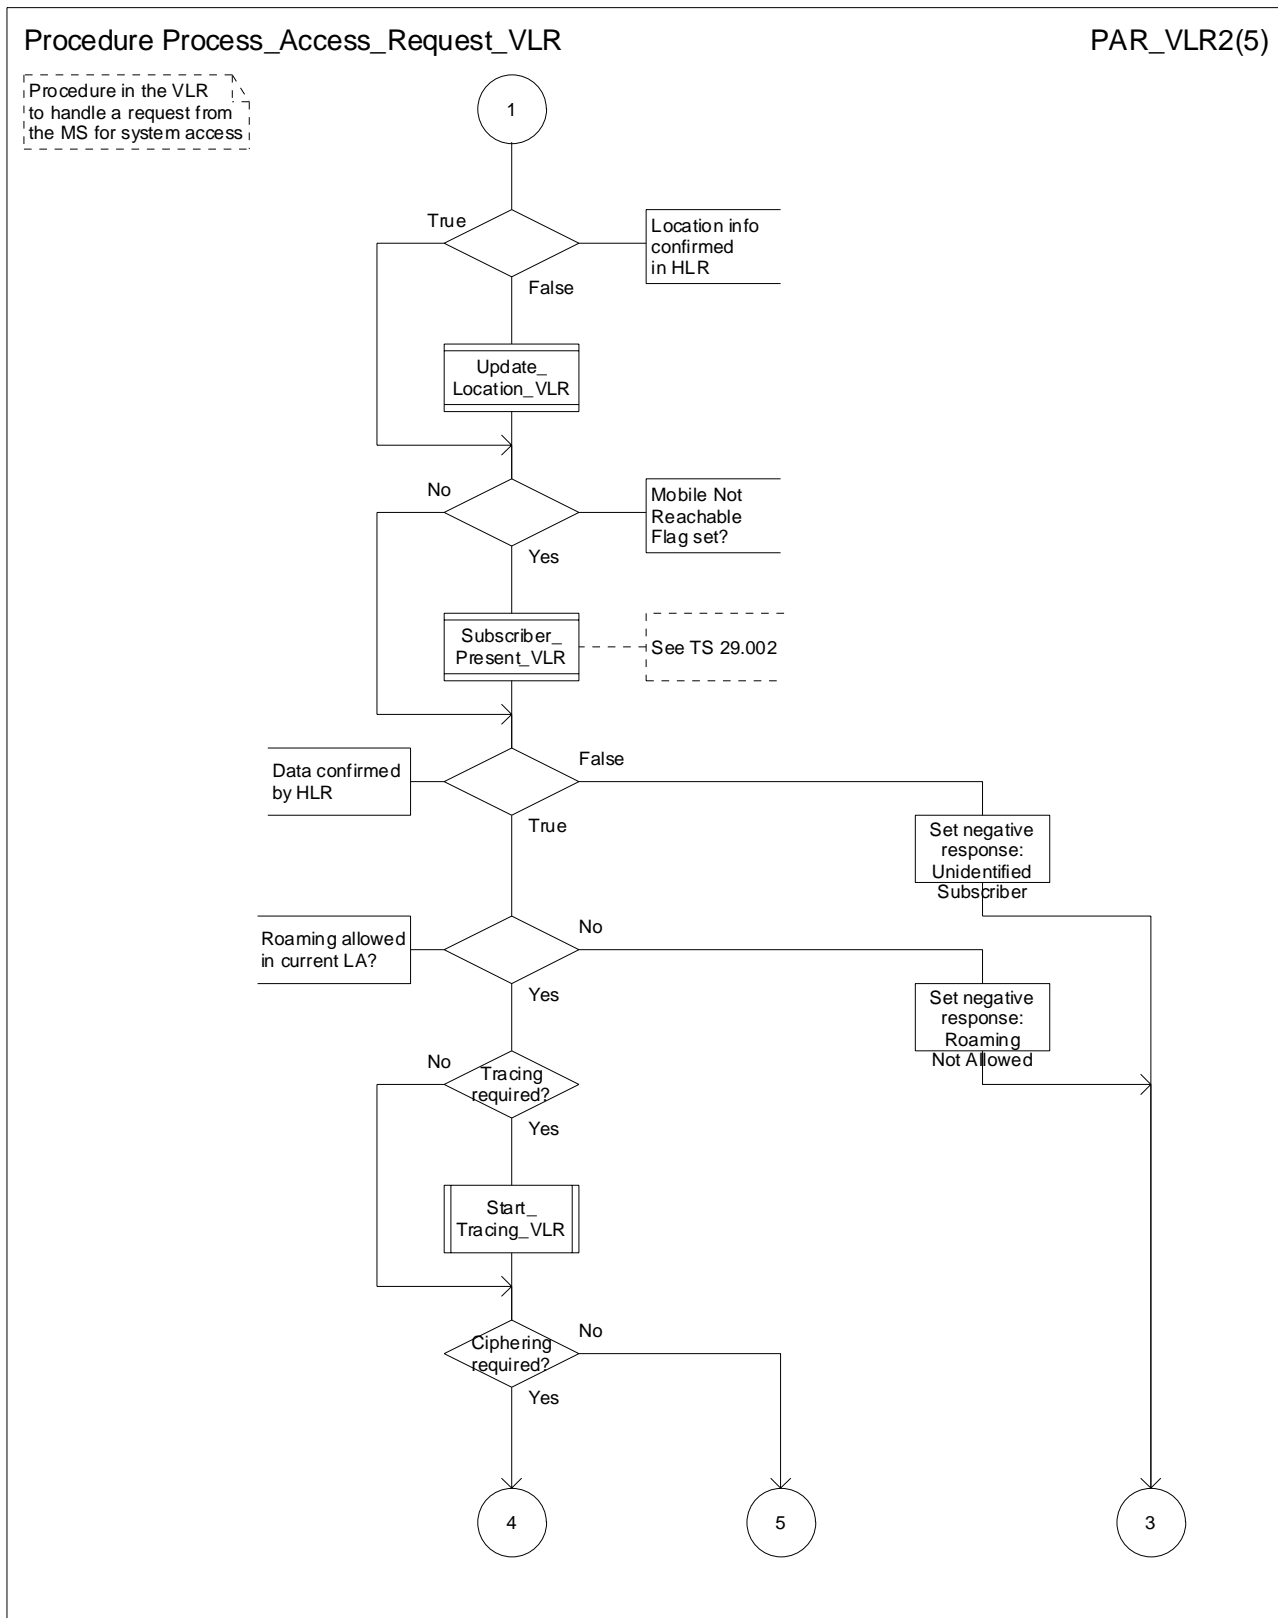 Procedure Process_Access_Request_VLR
PAR_VLR2(5)
Procedure in the VLR
to handle a request from
the MS for system access
1
True
Location info
confirmed
in HLR
False
Update_
Location_VLR
No
Mobile Not
Reachable
Flag set?
Yes
Subscriber_
Present_VLR
See TS 29.002
Data confirmed
by HLR
False
True
Set negative
response:
Unidentified
Subscriber
Roaming allowed
in current LA?
No
Yes
Set negative
response:
Roaming
Not Allowed
No
Tracing
required?
Yes
Start_
Tracing_VLR
Ciphering
required?
No
Yes
4
5
3